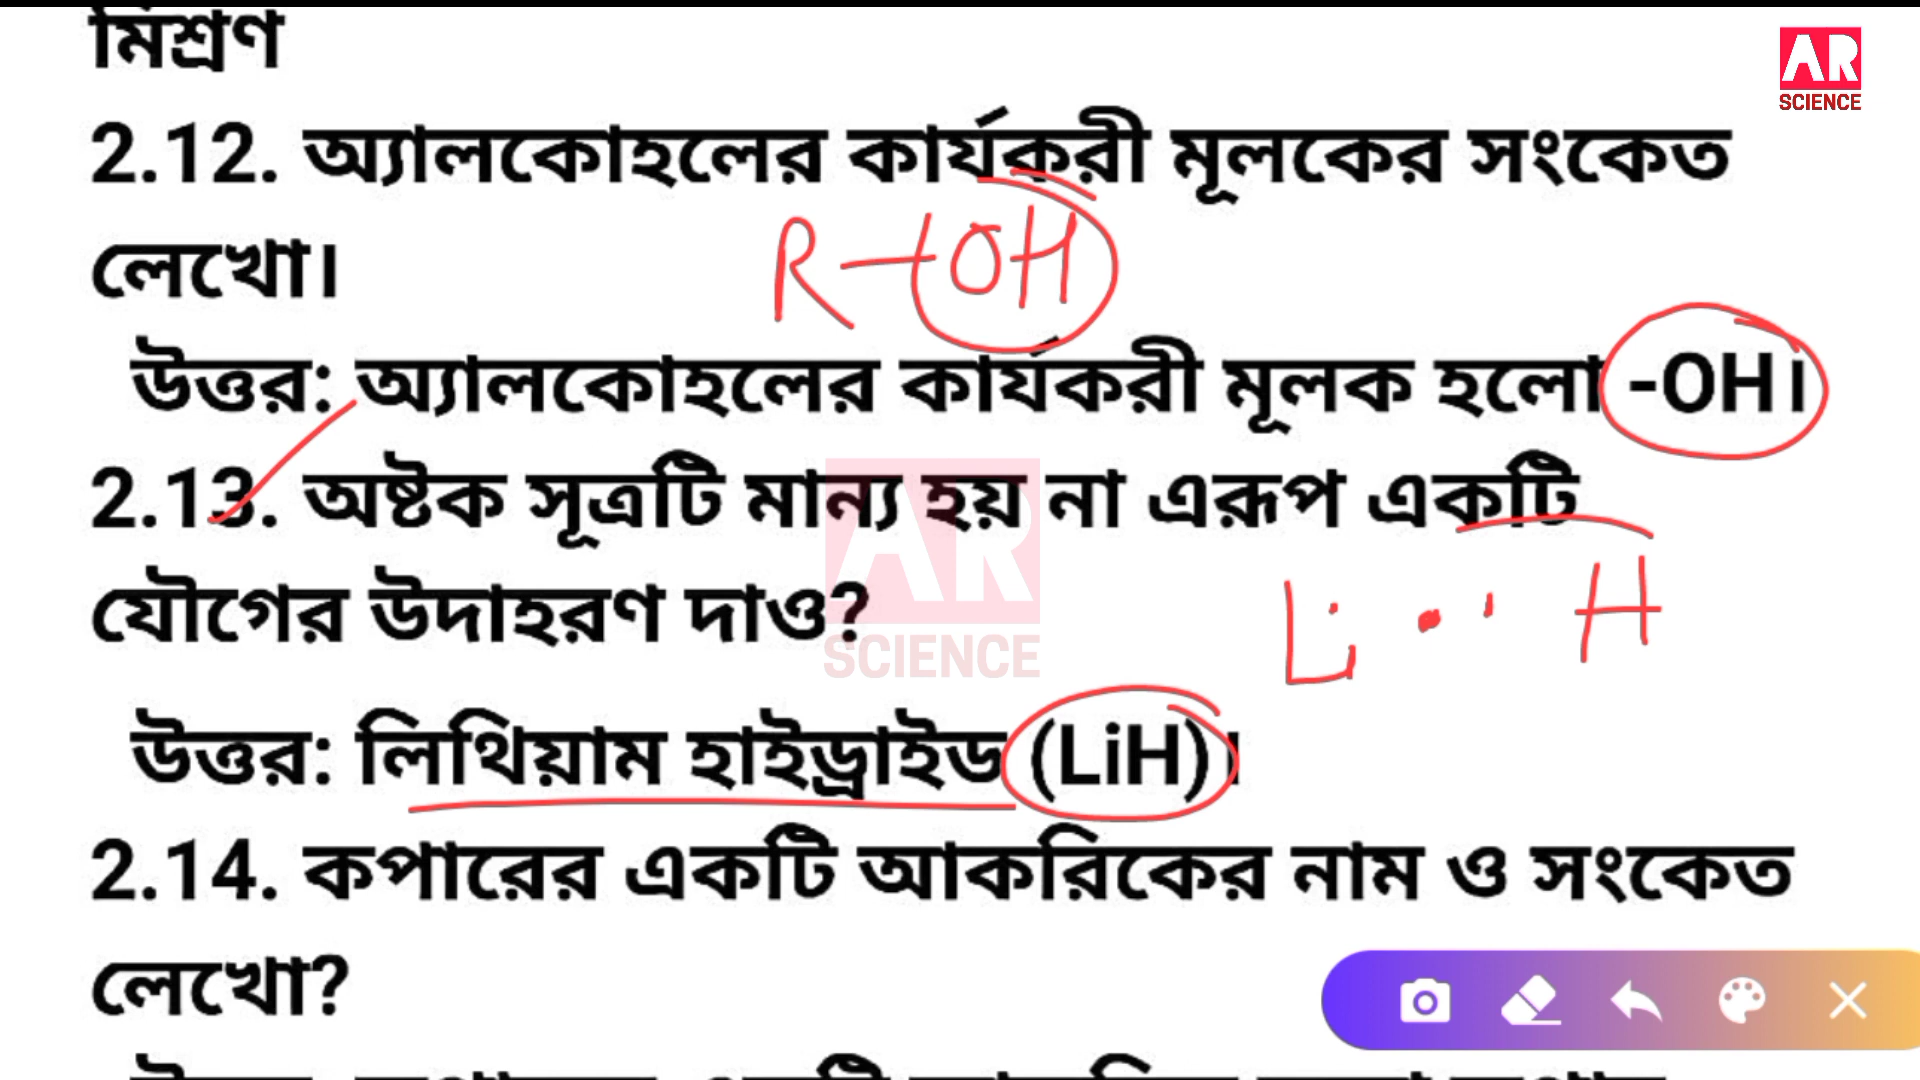 মিশ্রণ
AR
SCIENCE
2.12. অ্যালকোহলের কার্যকরী মূলকের সংকেত
লেখো।
R-OH
উত্তর: অ্যালকোহলের কার্যকরী মূলক হলো -OH।
2.13. অষ্টক সূত্রটি মান্য হয় না এরূপ একটি
যৌগের উদাহরণ দাও?
AR
SCIENCE
Li •• H
উত্তর: লিথিয়াম হাইড্রাইড (LiH)।
2.14. কপারের একটি আকরিকের নাম ও সংকেত
লেখো?